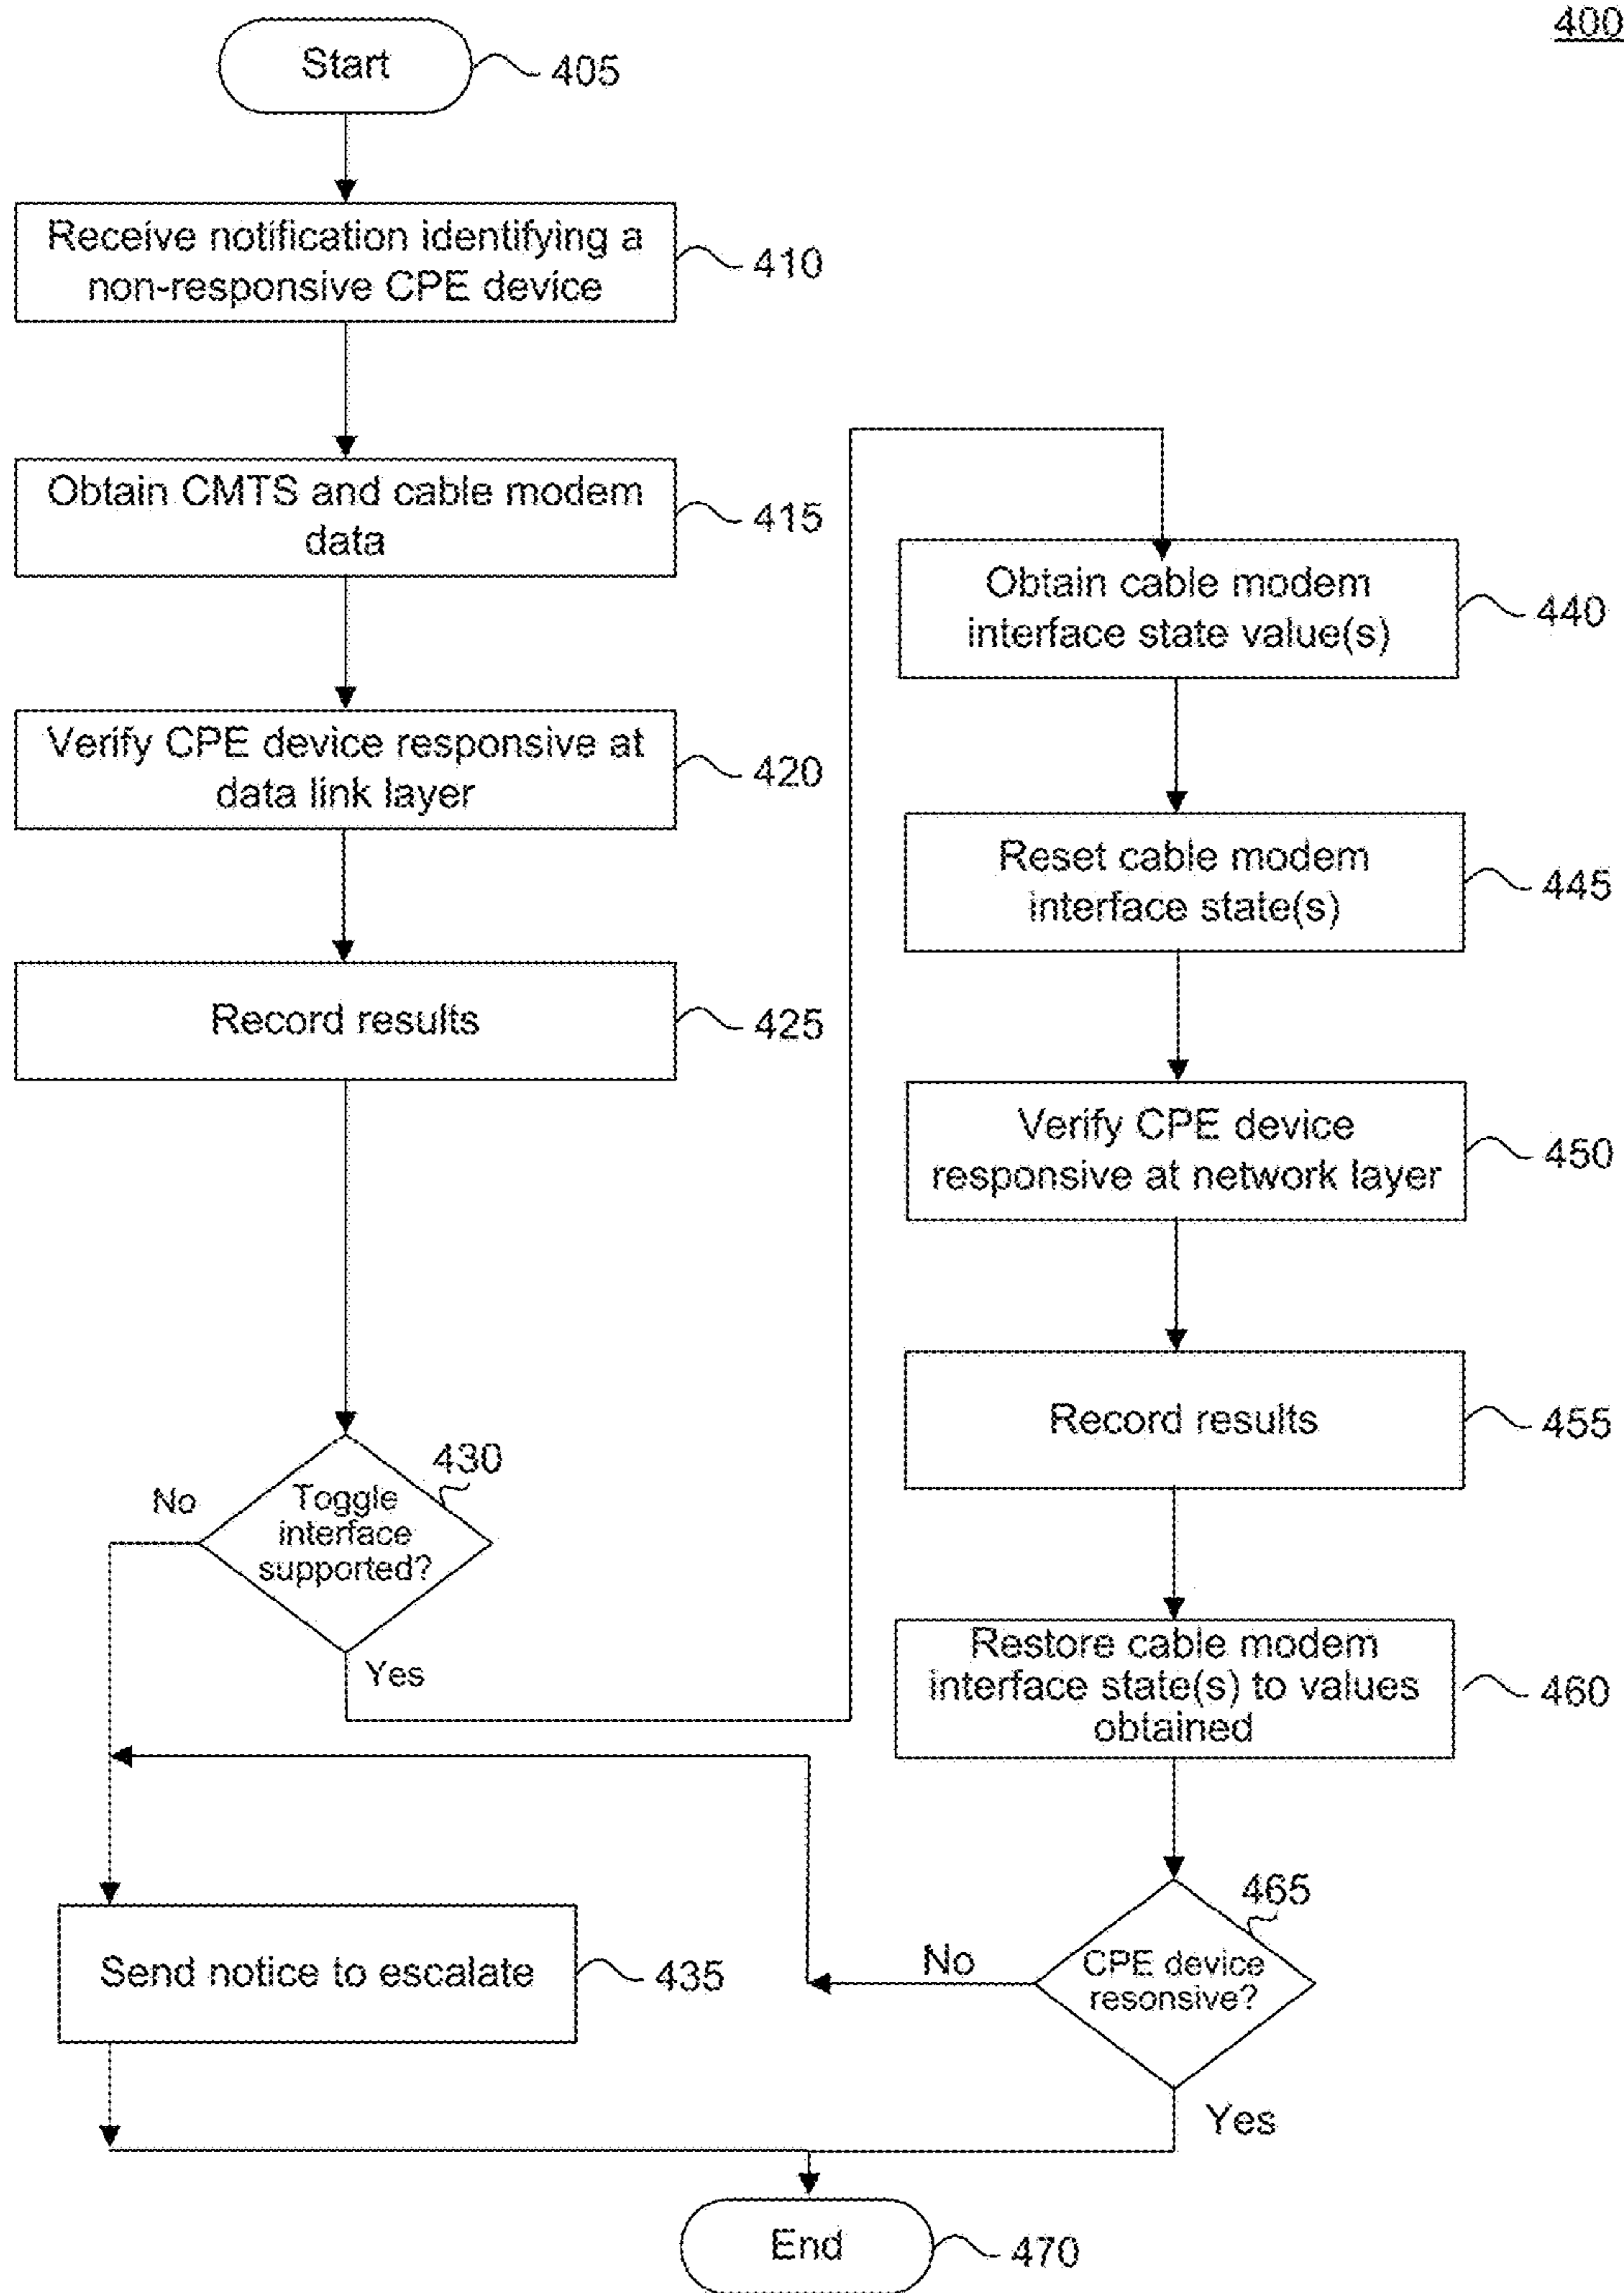 400
Start
405
Receive notification identifying a
non-responsive CPE device
410
Obtain CMTS and cable modem
data
415
Verify CPE device responsive at
data link layer
420
Record results
425
430
Toggle
interface
supported?
No
Yes
Send notice to escalate
435
Obtain cable modem
interface state value(s)
440
Reset cable modem
interface state(s)
445
Verify CPE device
responsive at network layer
450
Record results
455
Restore cable modem
interface state(s) to values
obtained
460
465
CPE device
resonsive?
No
Yes
End
470